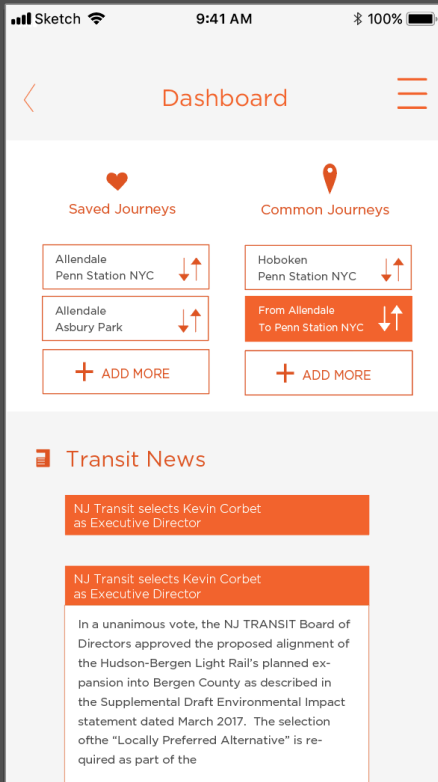 Sketch 9:41 AM 100%
Dashboard
Saved Journeys
Common Journeys
Allendale
Penn Station NYC
Hoboken
Penn Station NYC
Allendale
Asbury Park
From Allendale
To Penn Station NYC
ADD MORE
ADD MORE
Transit News
NJ Transit selects Kevin Corbet
as Executive Director
NJ Transit selects Kevin Corbet
as Executive Director
In a unanimous vote, the NJ TRANSIT Board of
Directors approved the proposed alignment of
the Hudson-Bergen Light Rail's planned ex-
pansion into Bergen County as described in
the Supplemental Draft Environmental Impact
statement dated March 2017.  The selection
ofthe “Locally Preferred Alternative” is re-
quired as part of the